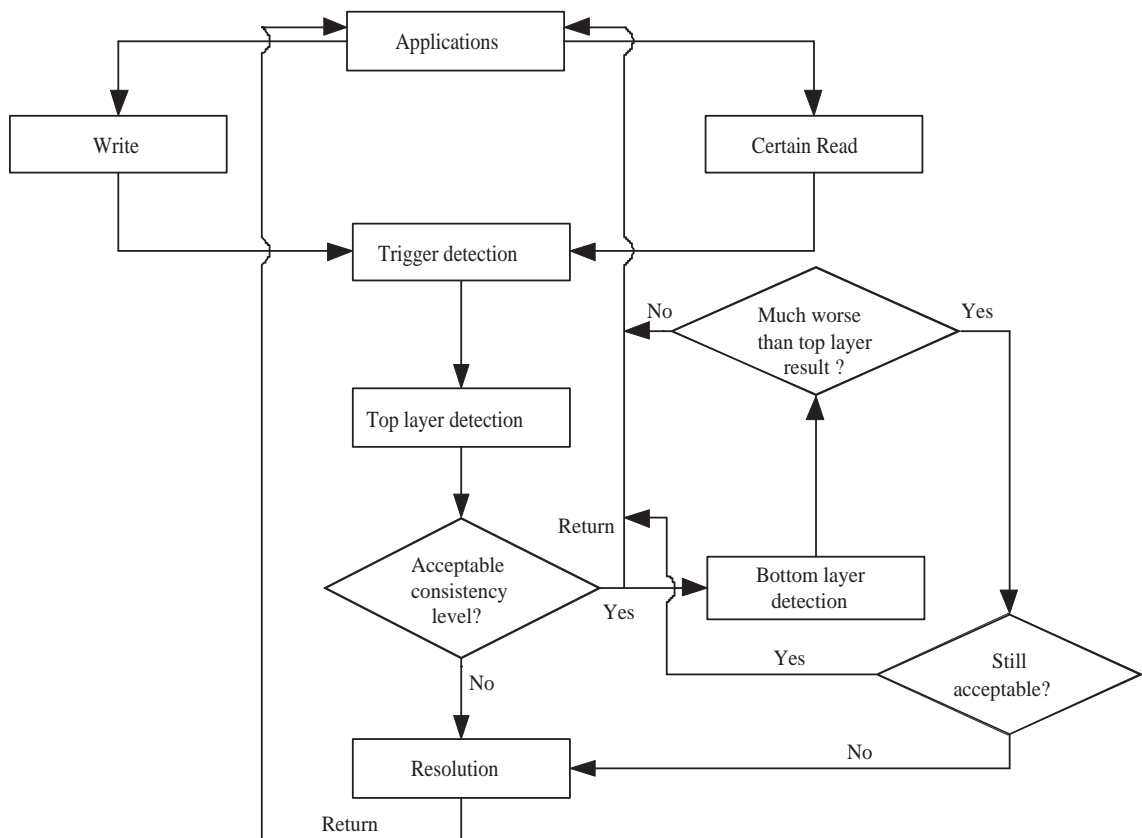 Applications
Write
Certain Read
Trigger detection
No
Much worse
than top layer
result ?
Yes
Top layer detection
Return
Acceptable
consistency
level?
Yes
Bottom layer
detection
Yes
Still
acceptable?
No
Resolution
No
Return